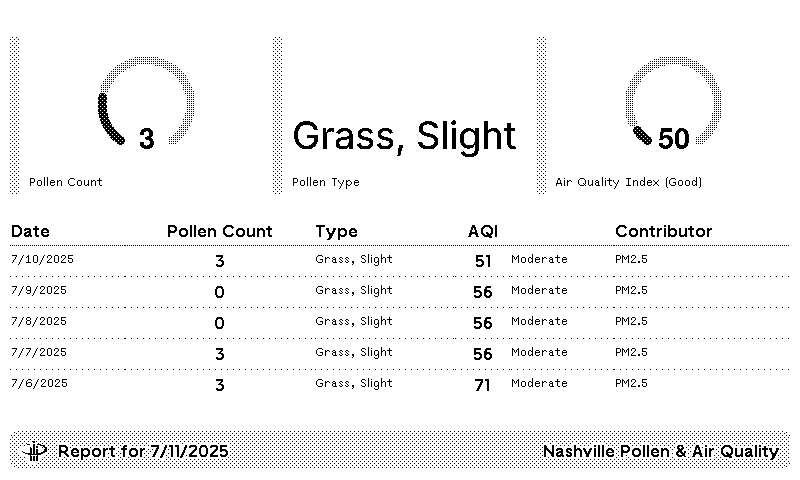 3
Pollen Count
Grass, Slight
Pollen Type
50
Air Quality Index (Good)
Date Pollen Count Type AQI Contributor
7/10/2025 3 Grass, Slight 51 Moderate PM2.5
7/9/2025 0 Grass, Slight 56 Moderate PM2.5
7/8/2025 0 Grass, Slight 56 Moderate PM2.5
7/7/2025 3 Grass, Slight 56 Moderate PM2.5
7/6/2025 3 Grass, Slight 71 Moderate PM2.5
Report for 7/11/2025 Nashville Pollen & Air Quality